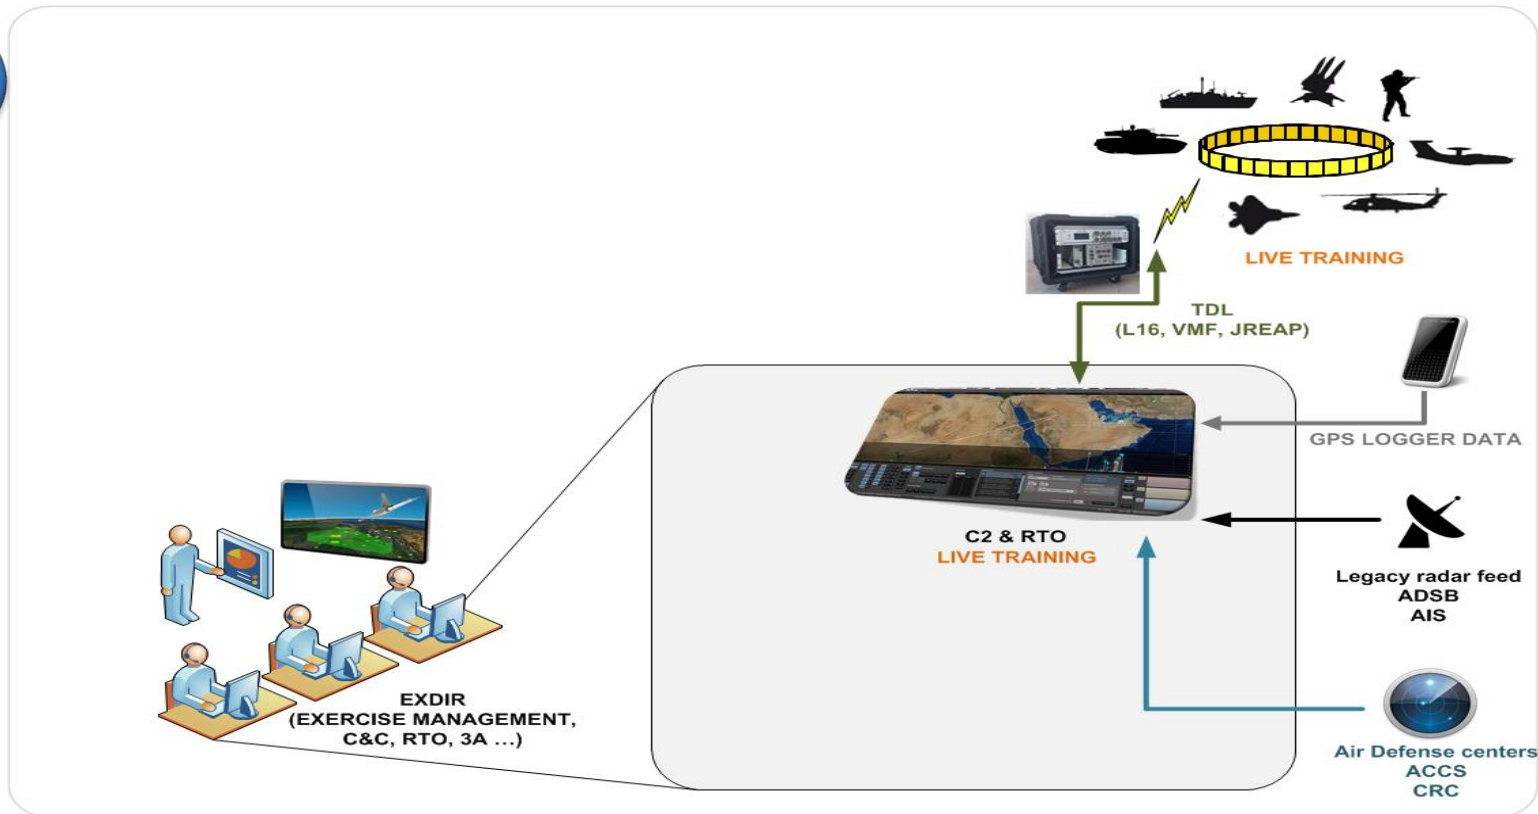 LIVE TRAINING
TDL
(L16, VMF, JREAP)
GPS LOGGER DATA
C2 & RTO
LIVE TRAINING
Legacy radar feed
ADSB
AIS
EXDIR
(EXERCISE MANAGEMENT,
C&C, RTO, 3A ...)
Air Defense centers
ACCS
CRC